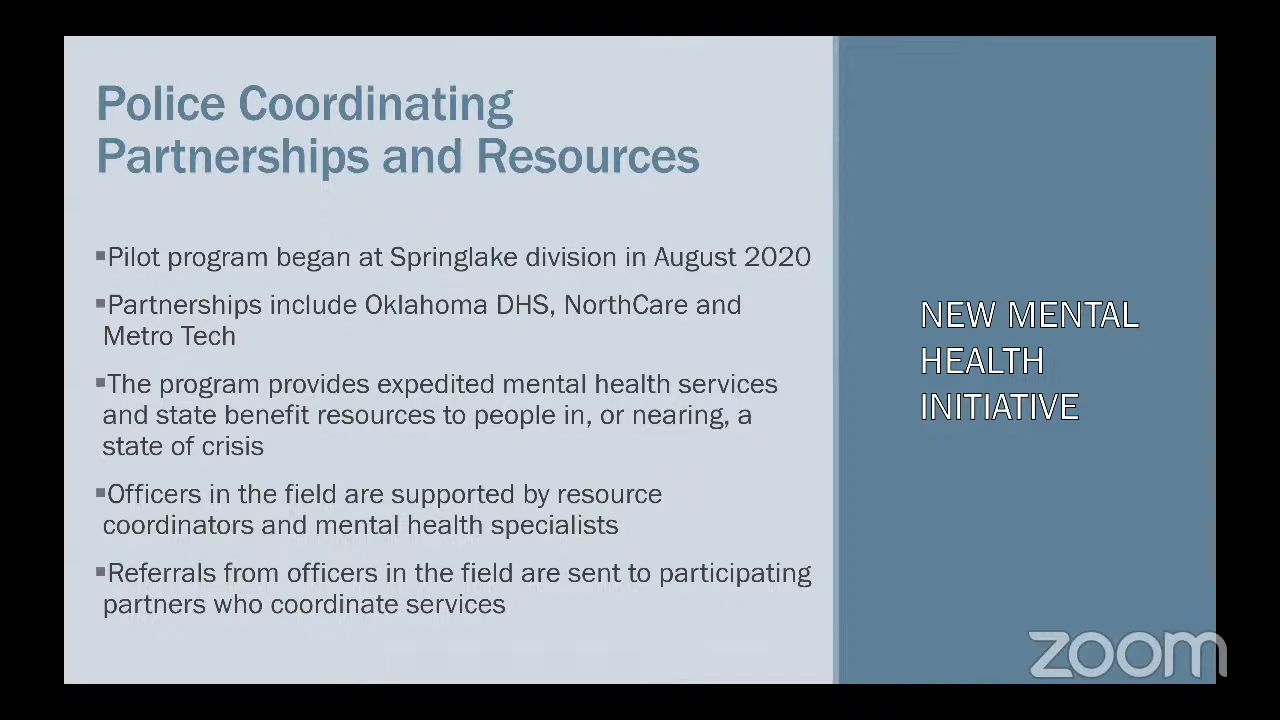 Police Coordinating
Partnerships and Resources
▪Pilot program began at Springlake division in August 2020
▪Partnerships include Oklahoma DHS, NorthCare and
Metro Tech
▪The program provides expedited mental health services
and state benefit resources to people in, or nearing, a
state of crisis
▪Officers in the field are supported by resource
coordinators and mental health specialists
▪Referrals from officers in the field are sent to participating
partners who coordinate services
NEW MENTAL
HEALTH
INITIATIVE
zoom